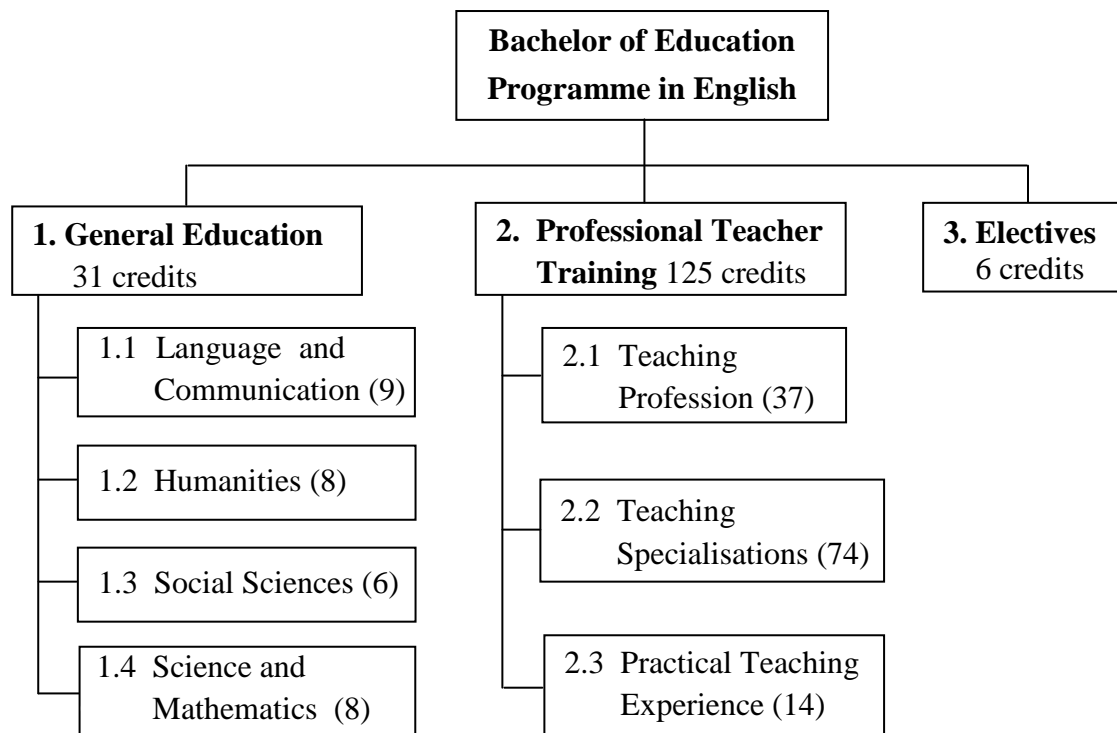 Bachelor of Education
Programme in English
1. General Education
31 credits
2. Professional Teacher
Training 125 credits
3. Electives
6 credits
1.1 Language and
Communication (9)
1.2 Humanities (8)
1.3 Social Sciences (6)
1.4 Science and
Mathematics (8)
2.1 Teaching
Profession (37)
2.2 Teaching
Specialisations (74)
2.3 Practical Teaching
Experience (14)